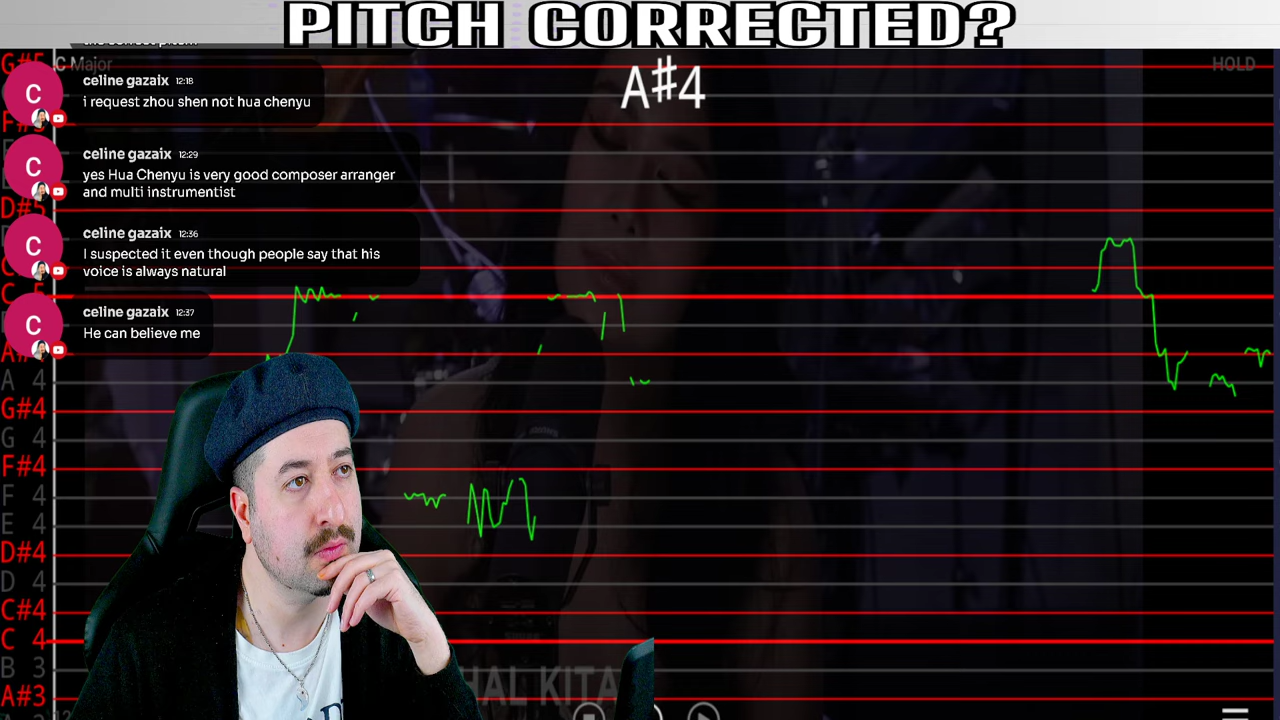 PITCH CORRECTED?
G#5
C Major
HOLD
A#4
celine gazaix 12:18
i request zhou shen not hua chenyu
celine gazaix 12:29
yes Hua Chenyu is very good composer arranger
and multi instrumentist
D#5
celine gazaix 12:36
I suspected it even though people say that his
voice is always natural
celine gazaix 12:37
He can believe me
A 4
G#4
G 4
F#4
F 4
E 4
D#4
D 4
C#4
C 4
B 3
A#3
C
C
C
C